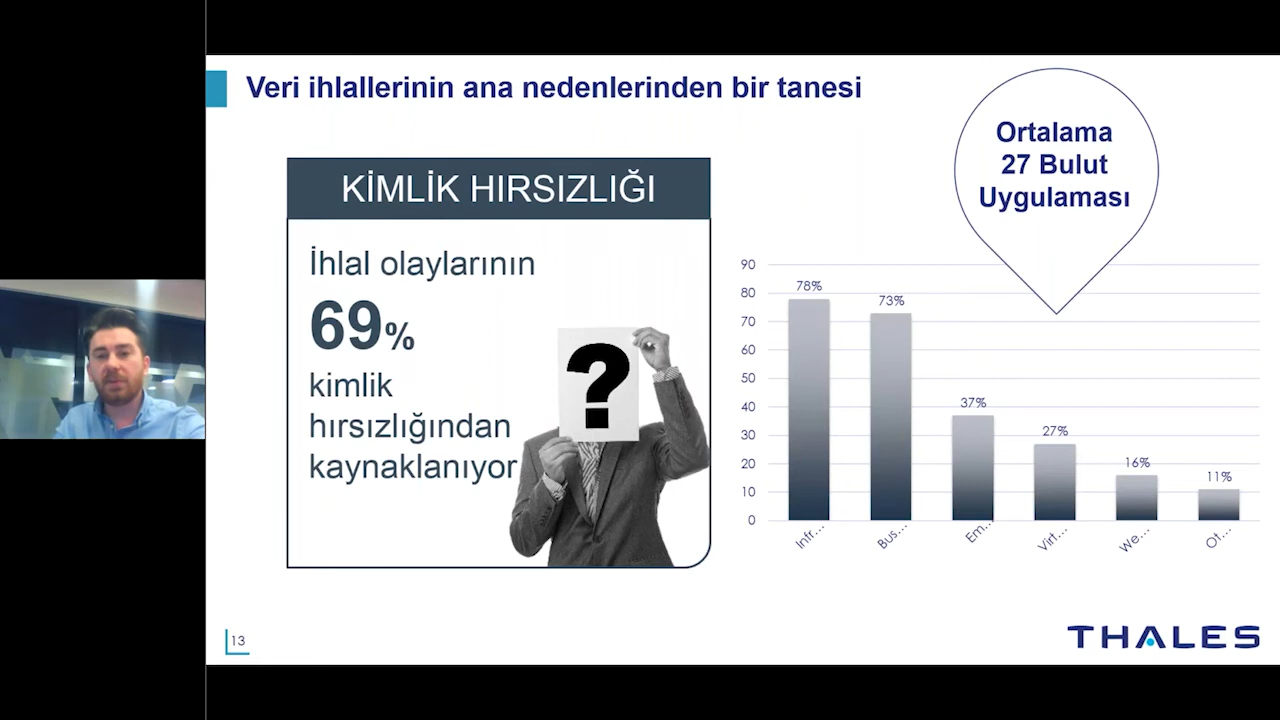 Veri ihlallerinin ana nedenlerinden bir tanesi
Ortalama
27 Bulut
Uygulaması
KİMLİK HIRSIZLIĞI
İhlal olaylarının
69%
kimlik
hırsızlığından
kaynaklanıyor
?
90
80
70
60
50
40
30
20
10
0
78%
73%
37%
27%
16%
11%
Infr...
Bus...
Em...
Virt...
We...
Ot...
13
THALES